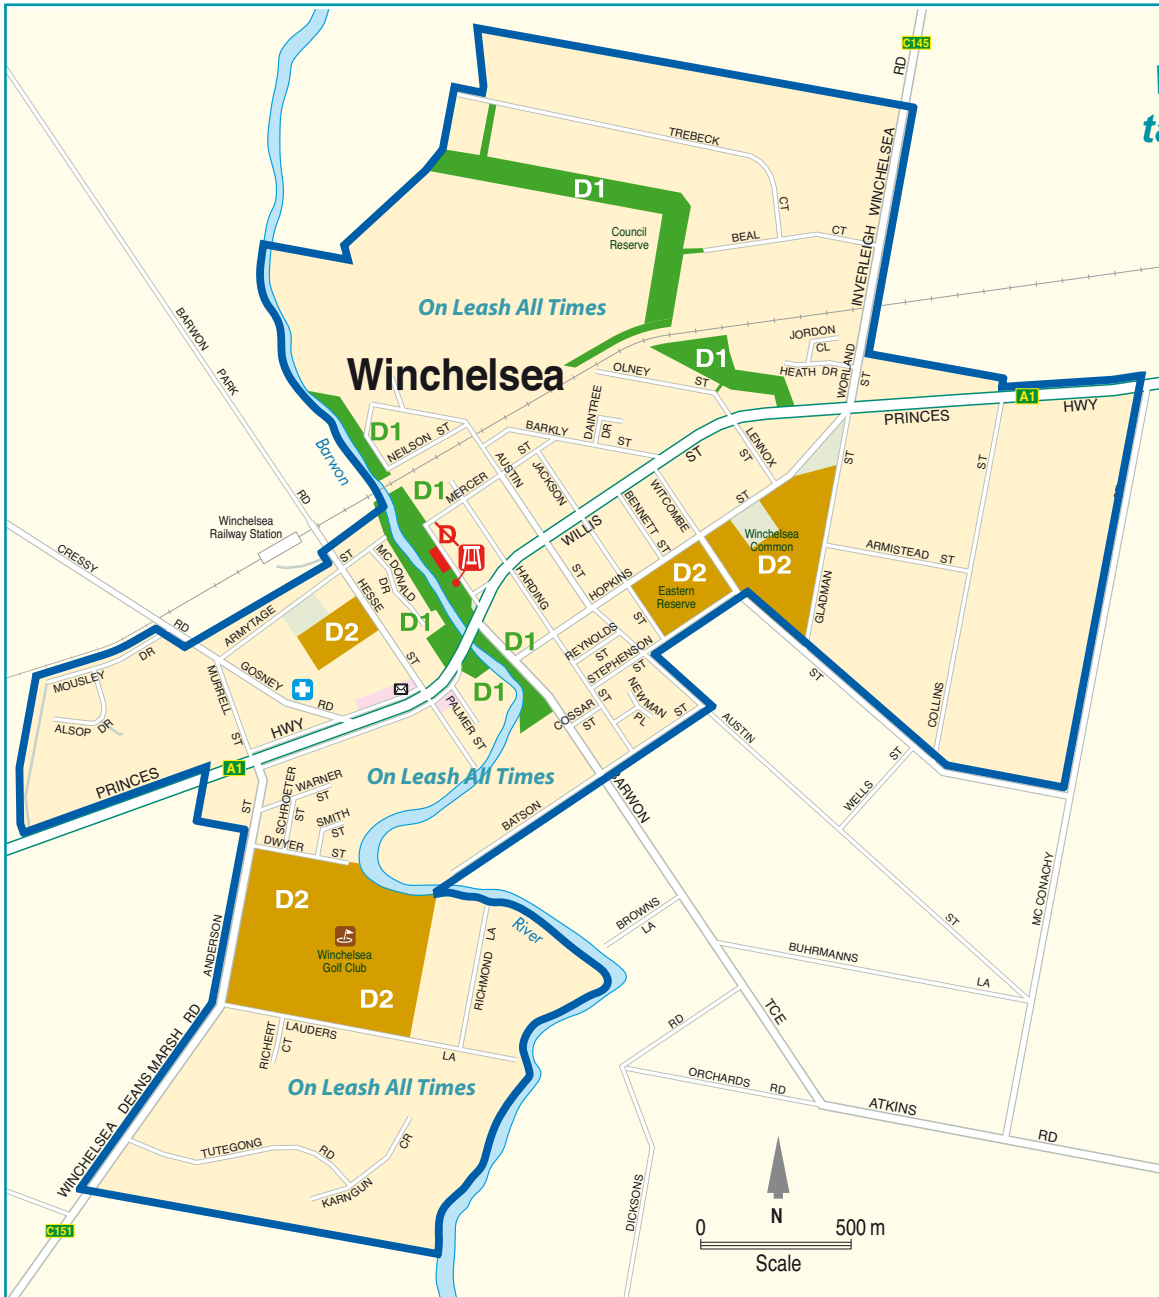 C145
RD
TREBECK
CT
D1
Council
Reserve
BEAL
CT
INVERLEIGH WINCHELSEA
On Leash All Times
BARWON
PARK
RD
Winchelsea
JORDON
CL
HEATH DR
WORLAND
ST
D1
OLNEY
ST
A1
PRINCES
HWY
DAINTREE
DR
BARKLY
ST
D1
NEILSON ST
Barwon
LENNOX
ST
ST
ST
ST
MERCER
ST
AUSTIN
JACKSON
D1
D
WILLIS
BENNETT
ST
WITCOMBE
ST
Winchelsea
Railway Station
Winchelsea
Common
D2
ARMISTEAD ST
CRESSY
RD
ST
MC DONALD
DR
HESSE
ST
HARDING
ST
HOPKINS
D2
Eastern
Reserve
GLADMAN
ST
COLLINS
ARMYTAGE
D2
D1
D1
D1
REYNOLDS
ST
STEPHENSON
ST
ST
ST
NEWMAN
PL
ST
COSSAR
ST
MOUSLEY
DR
ALSOP DR
MURRELL
ST
GOSNEY
RD
HWY
PALMER ST
PRINCES
A1
On Leash All Times
AUSTIN
ST
WELLS
ST
ST
SCHROETER
ST
WARNER
ST
SMITH
ST
DWYER
ST
BATSON
BARWON
TCE
D2
Winchelsea
Golf Club
D2
ANDERSON
River
RICHMOND LA
BROWNS
LA
BUHRMANNS
LA
MC CONACHY
RICHERT
CT
LAUDERS
LA
RD
ORCHARDS
RD
ATKINS
RD
On Leash All Times
WINCHELSEA DEANS MARSH RD
TUTEGONG
RD
KARNGUN
CR
DICKSONS
C151
N
0
500 m
Scale